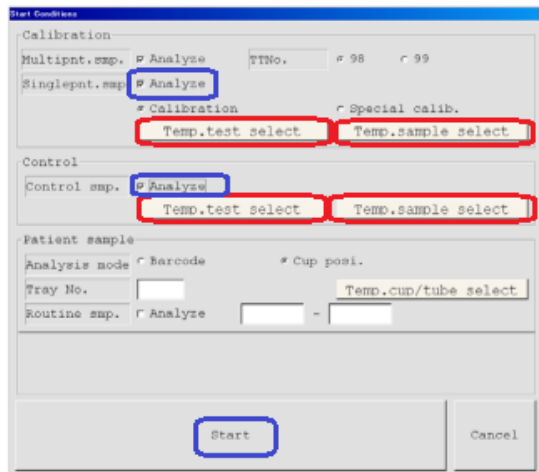 Start Conditions
Calibration
Multipnt.smp. Analyze TTNo. 98 99
Singlepnt.smp Analyze
Calibration Special calib.
Temp.test select Temp.sample select
Control
Control smp. Analyze
Temp.test select Temp.sample select
Patient sample
Analysis mode Barcode Cup posi.
Tray No. Temp.cup/tube select
Routine smp. Analyze -
Start Cancel